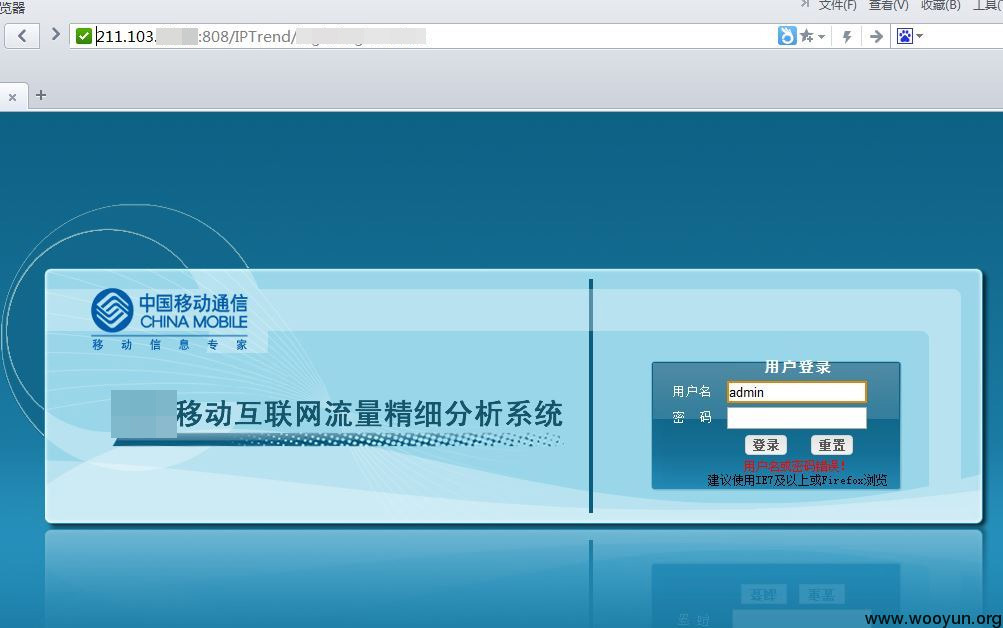 览器
文件(F) 查看(V) 收藏(B) 工具(T
211.103. :808/IPTrend/
中国移动通信
CHINA MOBILE
移动信息专家
移动互联网流量精细分析系统
用户登录
用户名 admin
密 码
登录 重置
用户名或密码错误!
建议使用IE7及以上或Firefox浏览
www.wooyun.org